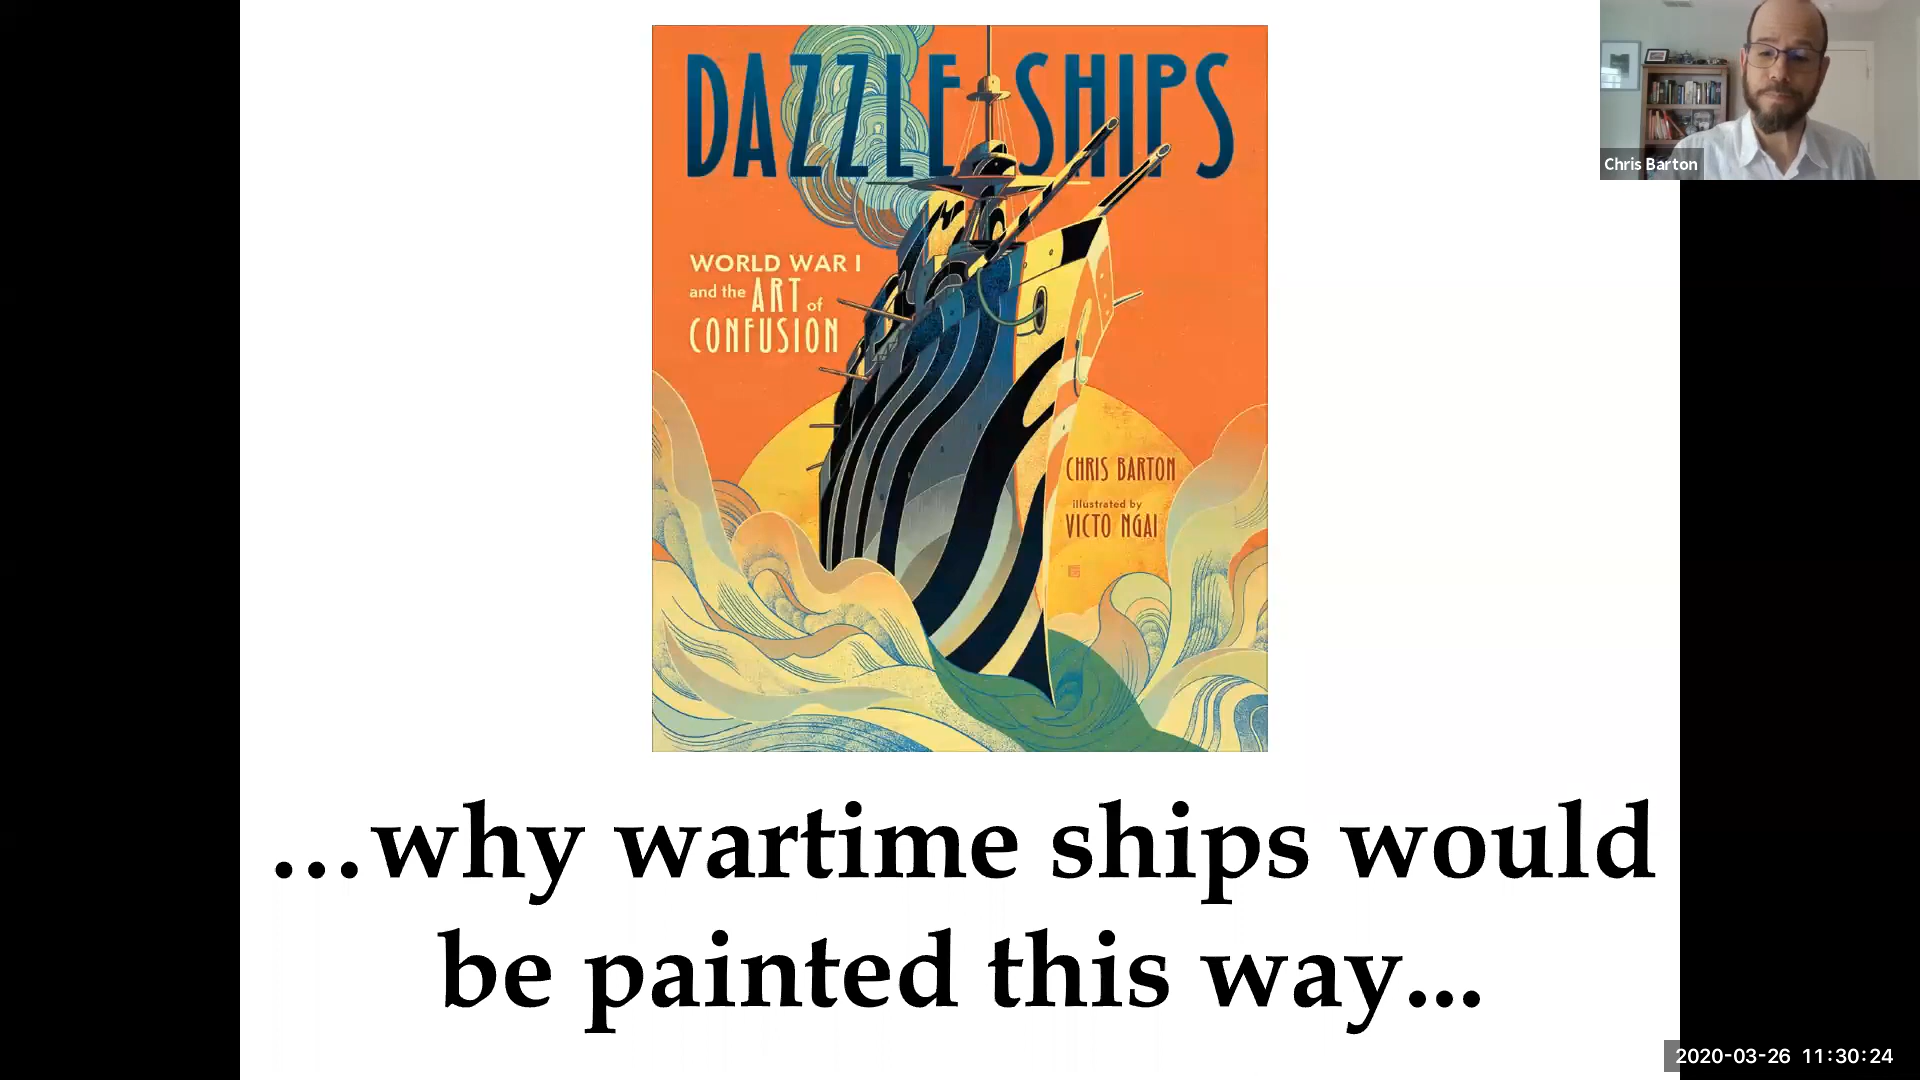 DAZZLE SHIPS
WORLD WAR I
and the ART of
CONFUSION
CHRIS BARTON
illustrated by
VICTO NGAI
Chris Barton
...why wartime ships would
be painted this way...
2020-03-26 11:30:24